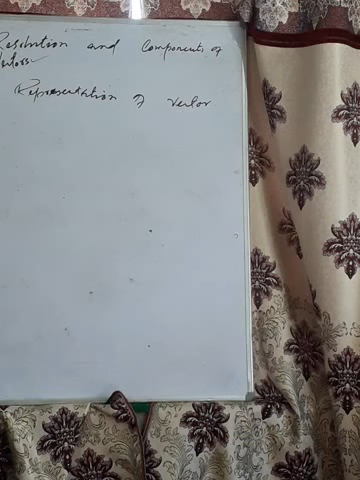 Resolution and Components of
Vectors
Representation of Vector